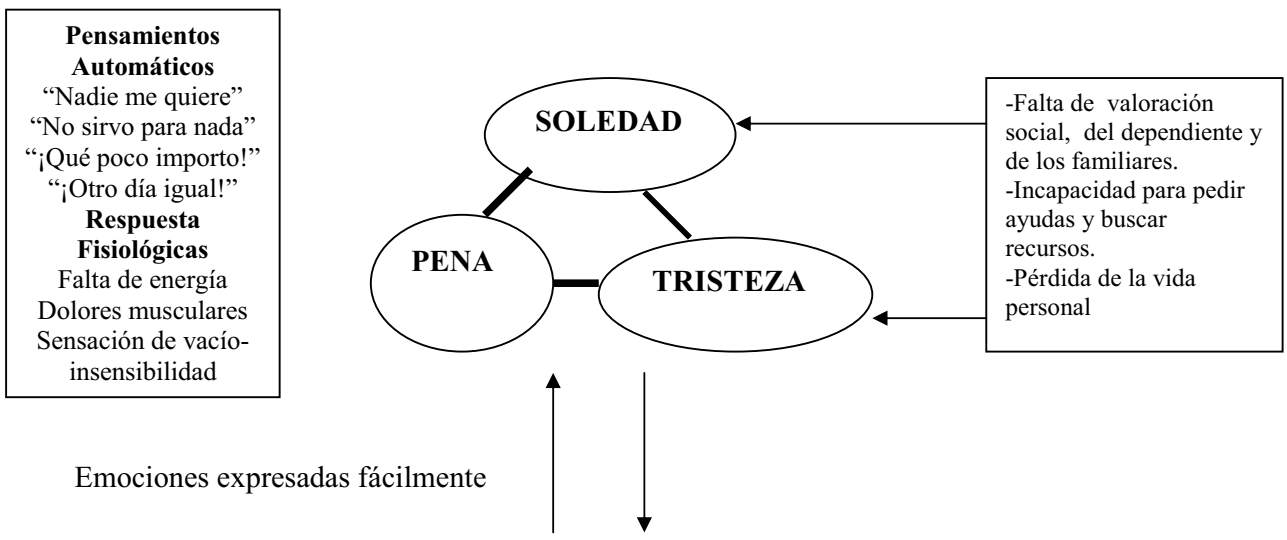 Pensamientos
Automáticos
“Nadie me quiere”
“No sirvo para nada”
“¡Qué poco importo!”
“¡Otro día igual!”
Respuesta
Fisiológicas
Falta de energía
Dolores musculares
Sensación de vacío-
insensibilidad
SOLEDAD
PENA
TRISTEZA
-Falta de valoración
social, del dependiente y
de los familiares.
-Incapacidad para pedir
ayudas y buscar
recursos.
-Pérdida de la vida
personal
Emociones expresadas fácilmente